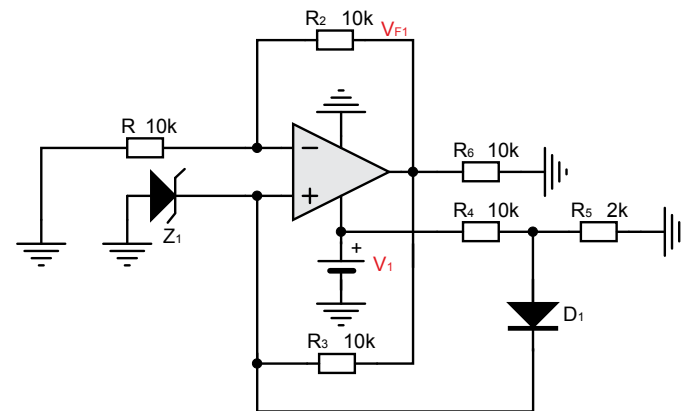 R2 10k
VF1
R 10k
−
+
Z1
R6 10k
R4 10k
R5 2k
+
V1
D1
R3 10k